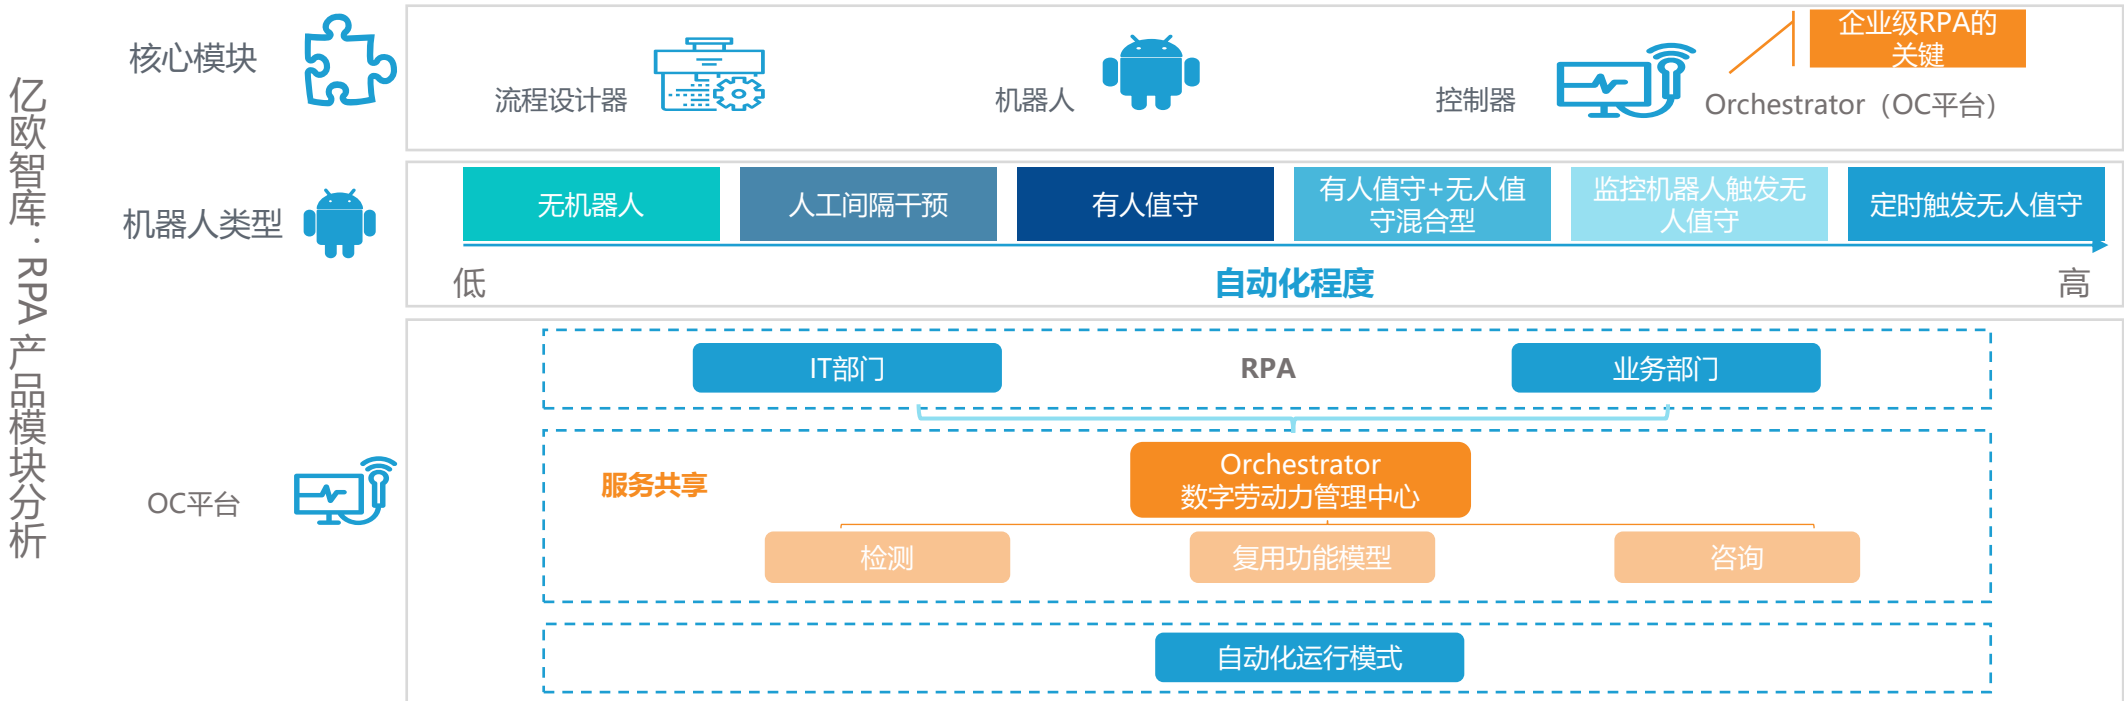 亿欧智库：RPA产品模块分析
核心模块
流程设计器
机器人
控制器
企业级RPA的
关键
Orchestrator（OC平台）
机器人类型
无机器人
人工间隔干预
有人值守
有人值守+无人值
守混合型
监控机器人触发无
人值守
定时触发无人值守
低
自动化程度
高
OC平台
IT部门
RPA
业务部门
服务共享
Orchestrator
数字劳动力管理中心
检测
复用功能模型
咨询
自动化运行模式